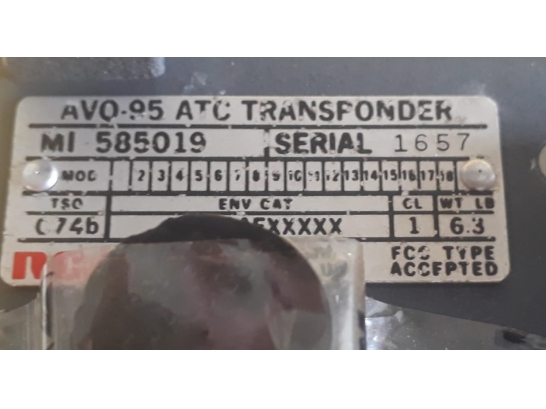 AVQ-95 ATC TRANSPONDER
MI 585019 SERIAL 1657
MOD 2 3 4 5 6 7 8 9 10 11 12 13 14 15 16 17 18
TSO ENV CAT CL WT LB
C74b XXXXX 1 6.3
FCC TYPE
ACCEPTED